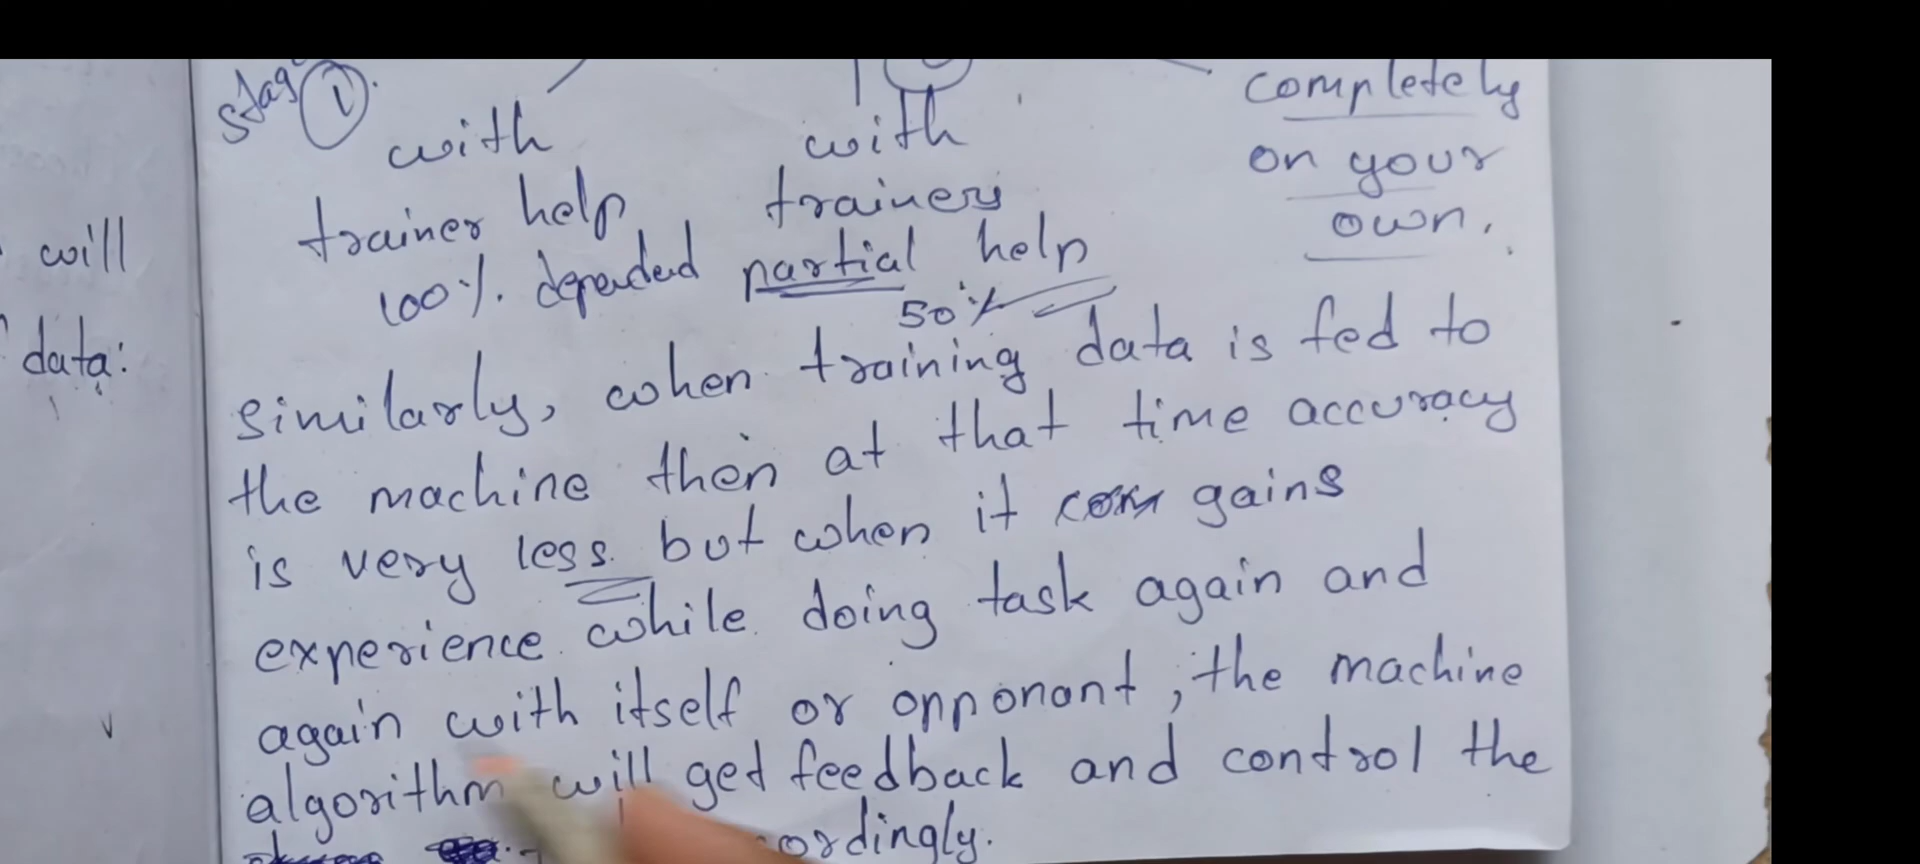 stag 1.
with
trainer help
100%. depended
with
trainers
partial help
50%
completely
on your
own.
will
data:
similarly, when training data is fed to
the machine then at that time accuracy
is very less but when it com gains
experience while doing task again and
again with itself or opponant, the machine
algorithm will get feedback and control the
ordingly.